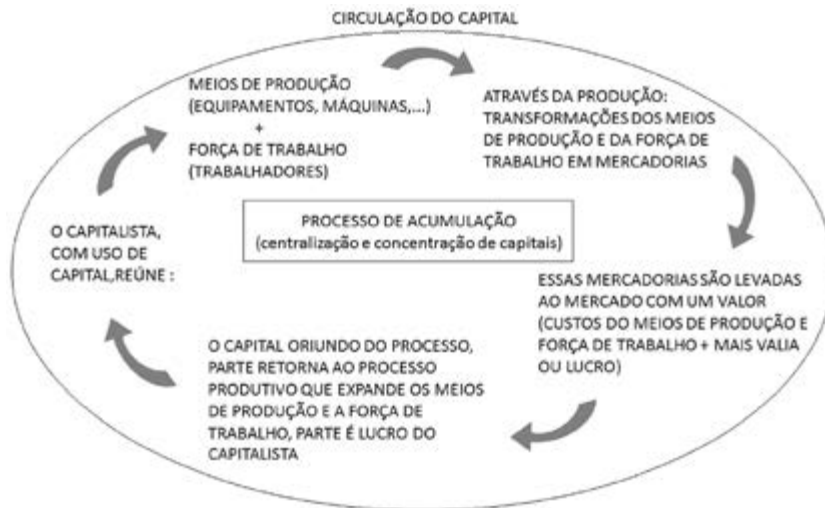 CIRCULAÇÃO DO CAPITAL
MEIOS DE PRODUÇÃO
(EQUIPAMENTOS, MÁQUINAS,...)
+
FORÇA DE TRABALHO
(TRABALHADORES)
ATRAVÉS DA PRODUÇÃO:
TRANSFORMAÇÕES DOS MEIOS
DE PRODUÇÃO E DA FORÇA DE
TRABALHO EM MERCADORIAS
PROCESSO DE ACUMULAÇÃO
(centralização e concentração de capitais)
O CAPITALISTA,
COM USO DE
CAPITAL,REÚNE :
ESSAS MERCADORIAS SÃO LEVADAS
AO MERCADO COM UM VALOR
(CUSTOS DO MEIOS DE PRODUÇÃO E
FORÇA DE TRABALHO + MAIS VALIA
OU LUCRO)
O CAPITAL ORIUNDO DO PROCESSO,
PARTE RETORNA AO PROCESSO
PRODUTIVO QUE EXPANDE OS MEIOS
DE PRODUÇÃO E A FORÇA DE
TRABALHO, PARTE É LUCRO DO
CAPITALISTA